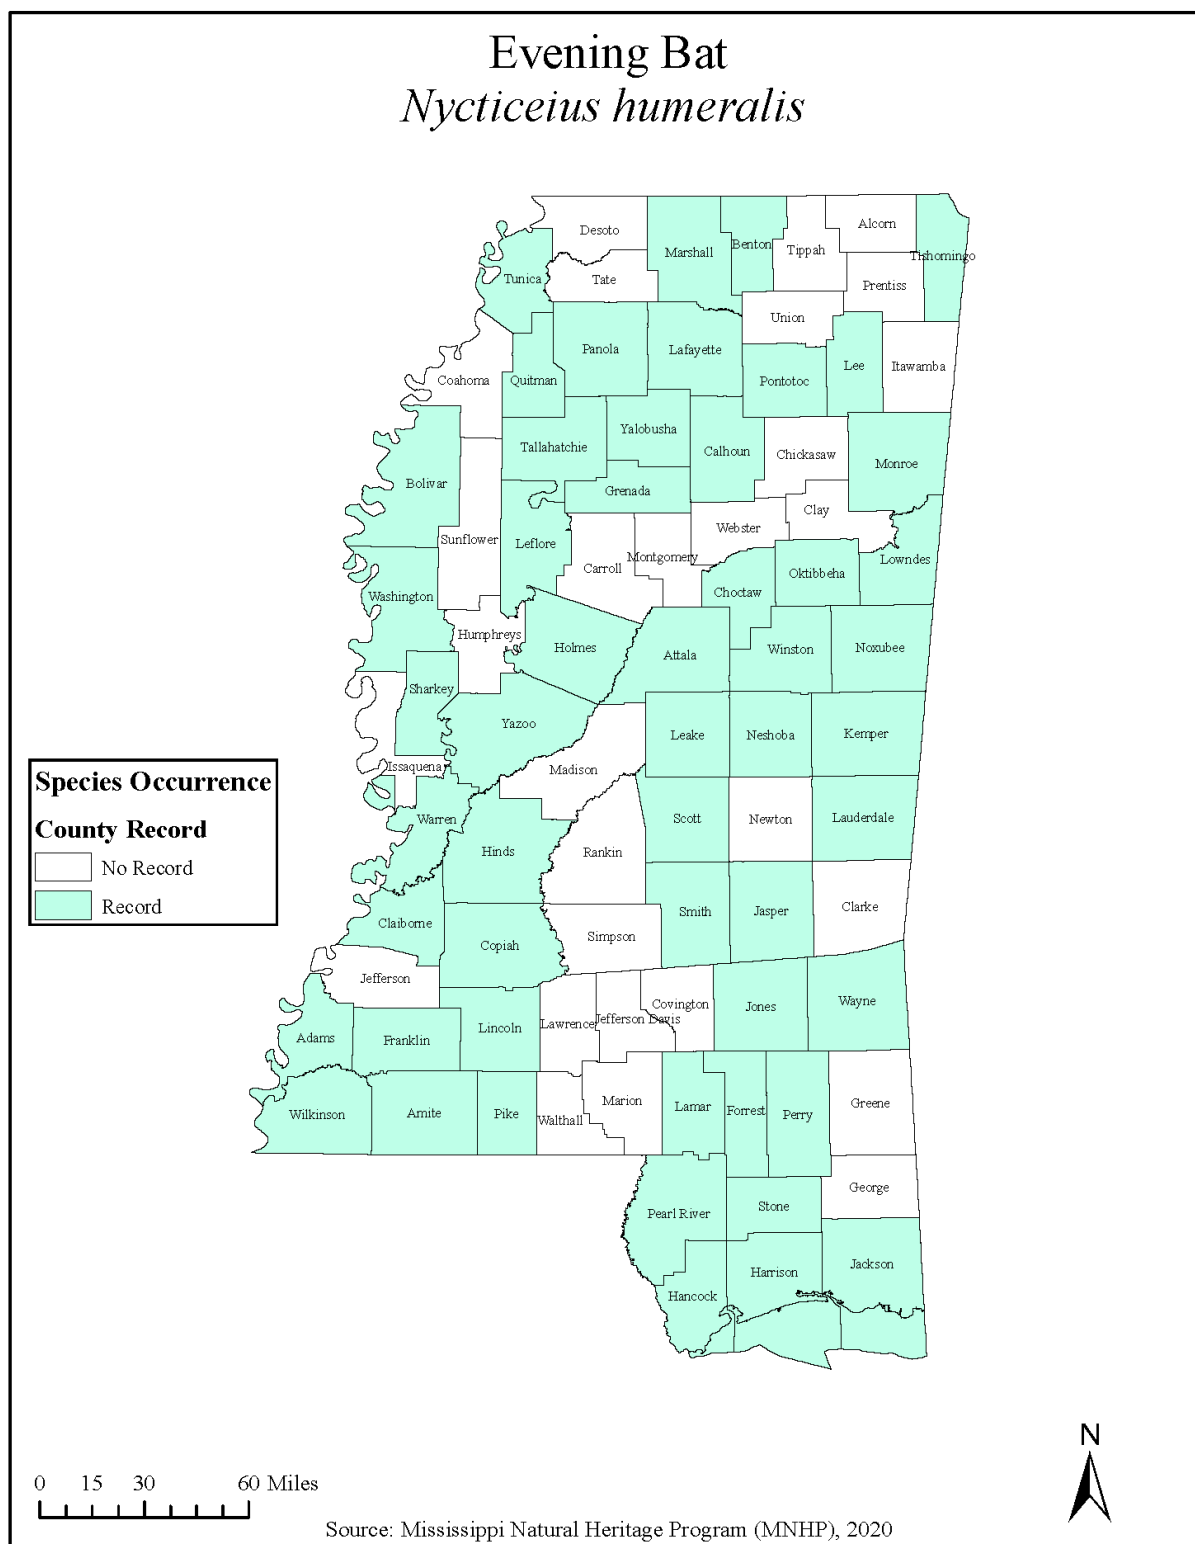 Evening Bat
Nycticeius humeralis
Desoto
Alcorn
Marshall
Benton
Tippah
Tishomingo
Tunica
Tate
Prentiss
Union
Panola
Lafayette
Lee
Itawamba
Coahoma
Quitman
Pontotoc
Yalobusha
Tallahatchie
Calhoun
Chickasaw
Monroe
Bolivar
Grenada
Clay
Webster
Sunflower
Leflore
Montgomery
Carroll
Oktibbeha
Lowndes
Washington
Choctaw
Humphreys
Holmes
Attala
Winston
Noxubee
Sharkey
Yazoo
Leake
Neshoba
Kemper
Issaquena
Madison
Warren
Scott
Newton
Lauderdale
Hinds
Rankin
Species Occurrence
County Record
No Record
Record
Claiborne
Smith
Jasper
Clarke
Copiah
Simpson
Jefferson
Covington
Jones
Wayne
Adams
Franklin
Lincoln
Lawrence
Jefferson Davis
Wilkinson
Amite
Pike
Walthall
Marion
Lamar
Forrest
Perry
Greene
George
Pearl River
Stone
Jackson
Harrison
Hancock
N
0 15 30 60 Miles
Source: Mississippi Natural Heritage Program (MNHP), 2020